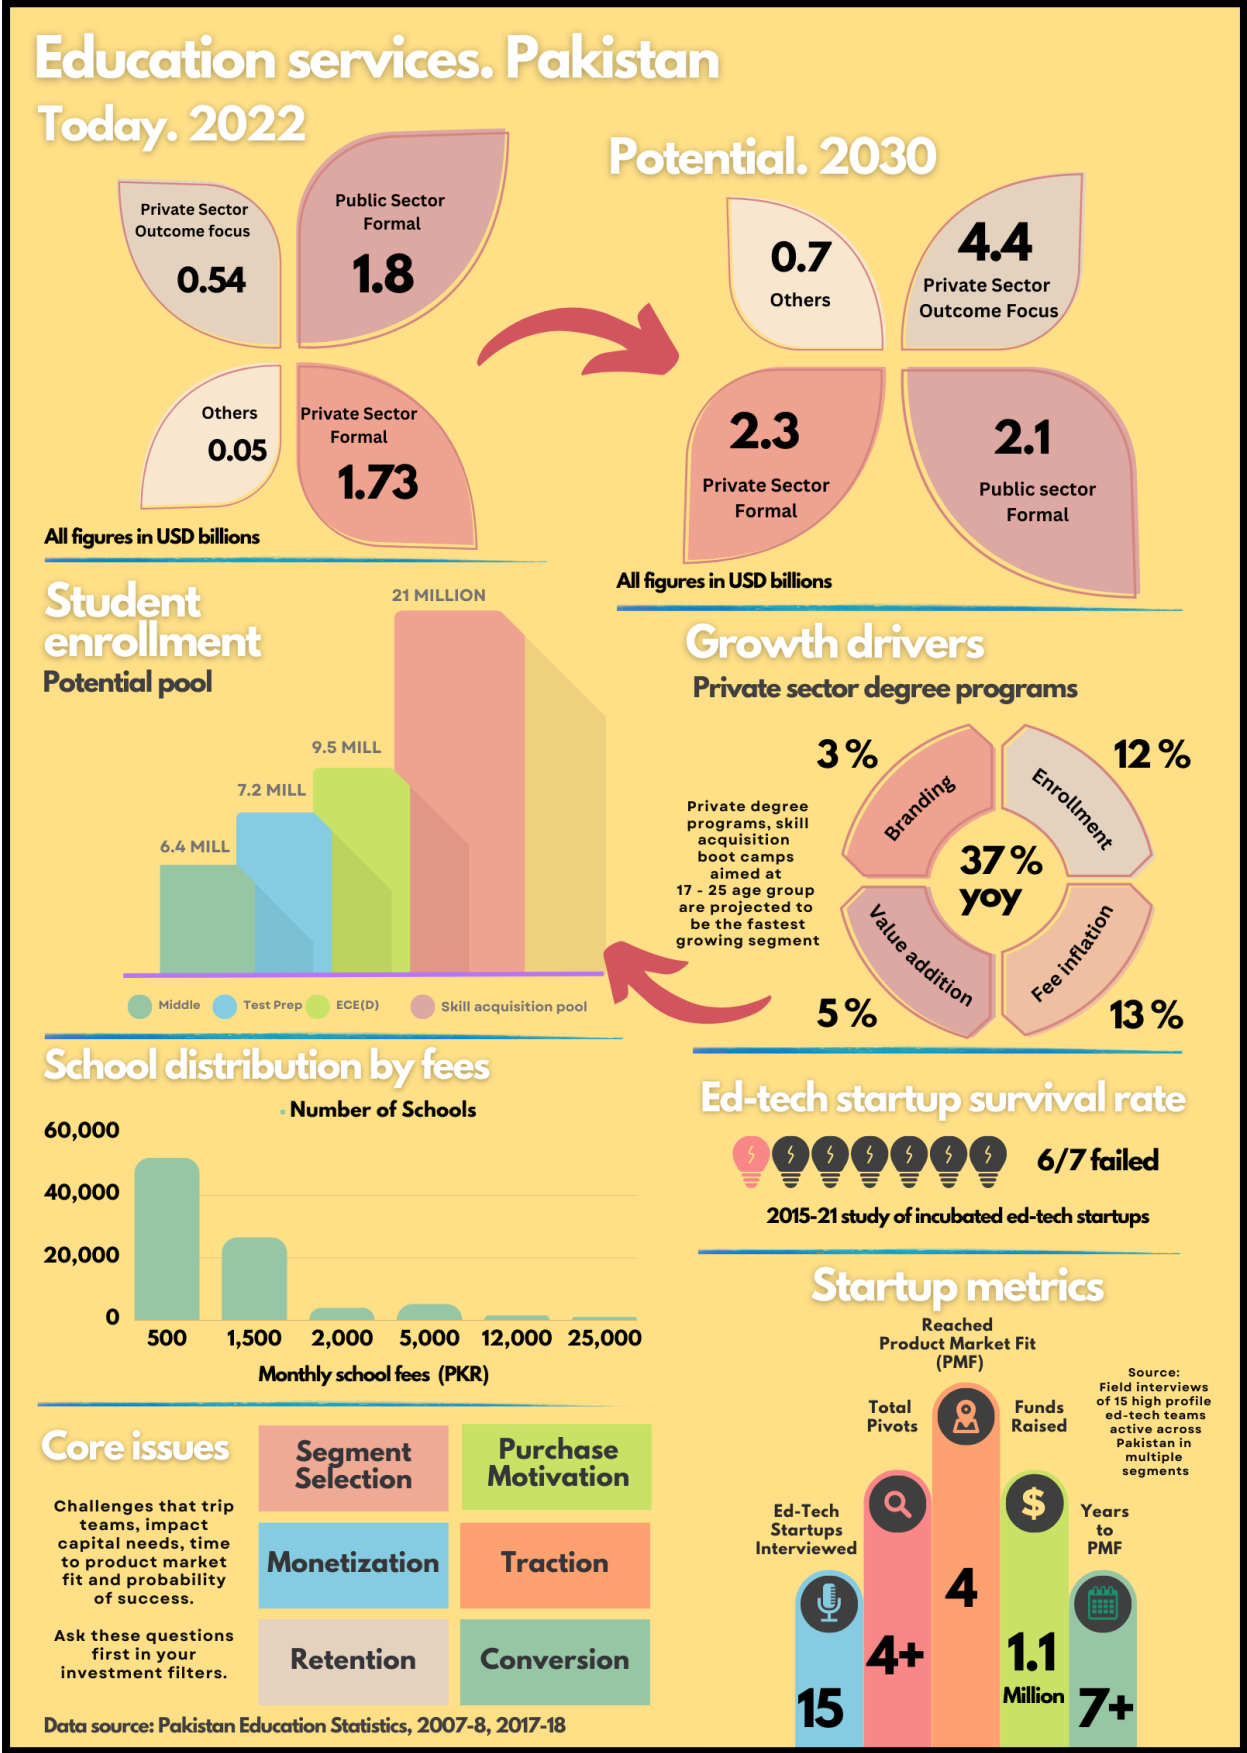 Education services. Pakistan
Today. 2022
Private Sector
Outcome focus
0.54
Public Sector
Formal
1.8
Others
0.05
Private Sector
Formal
1.73
All figures in USD billions
Potential. 2030
0.7
Others
4.4
Private Sector
Outcome Focus
2.3
Private Sector
Formal
2.1
Public sector
Formal
All figures in USD billions
Student
enrollment
Potential pool
21 MILLION
9.5 MILL
7.2 MILL
6.4 MILL
Middle
Test Prep
ECE(D)
Skill acquisition pool
Growth drivers
Private sector degree programs
3 %
12 %
Branding
Enrollment
Private degree
programs, skill
acquisition
boot camps
aimed at
17 - 25 age group
are projected to
be the fastest
growing segment
37 %
yoy
Value addition
Fee inflation
5 %
13 %
School distribution by fees
Number of Schools
60,000
40,000
20,000
0
500
1,500
2,000
5,000
12,000
25,000
Monthly school fees (PKR)
Ed-tech startup survival rate
6/7 failed
2015-21 study of incubated ed-tech startups
Startup metrics
Reached
Product Market Fit
(PMF)
Total
Pivots
Funds
Raised
Source:
Field interviews
of 15 high profile
ed-tech teams
active across
Pakistan in
multiple
segments
Ed-Tech
Startups
Interviewed
$
Years
to
PMF
4
4+
1.1
Million
15
7+
Core issues
Challenges that trip
teams, impact
capital needs, time
to product market
fit and probability
of success.
Ask these questions
first in your
investment filters.
Segment
Selection
Purchase
Motivation
Monetization
Traction
Retention
Conversion
Data source: Pakistan Education Statistics, 2007-8, 2017-18